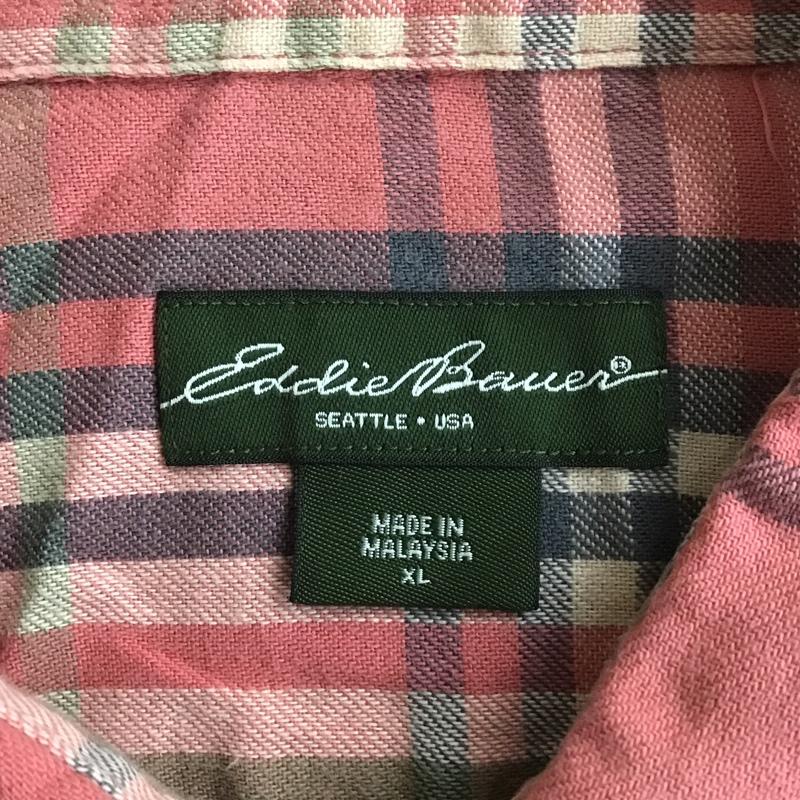 Eddie Bauer®
SEATTLE • USA
MADE IN
MALAYSIA
XL